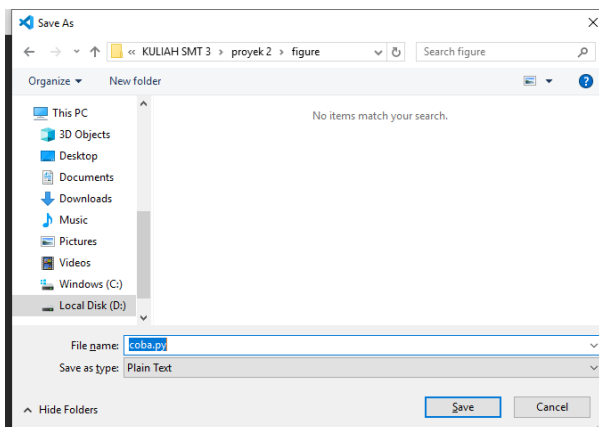 Save As
« KULIAH SMT 3 › proyek 2 › figure
Search figure
Organize
New folder
No items match your search.
This PC
3D Objects
Desktop
Documents
Downloads
Music
Pictures
Videos
Windows (C:)
Local Disk (D:)
File name: coba.py
Save as type: Plain Text
Hide Folders
Save
Cancel